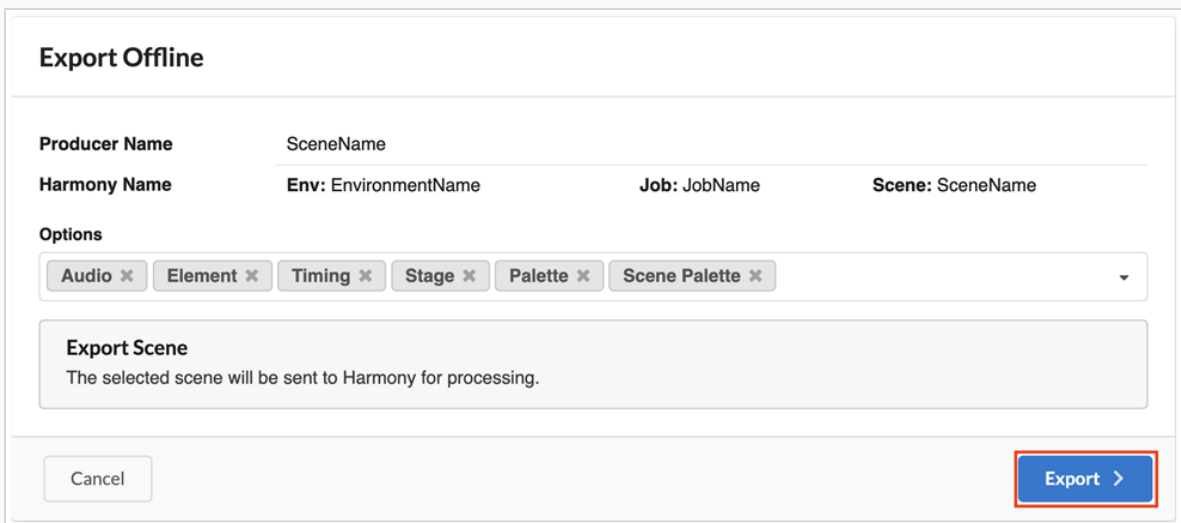 Export Offline
Producer Name SceneName
Harmony Name Env: EnvironmentName Job: JobName Scene: SceneName
Options
Audio Element Timing Stage Palette Scene Palette
Export Scene
The selected scene will be sent to Harmony for processing.
Cancel Export